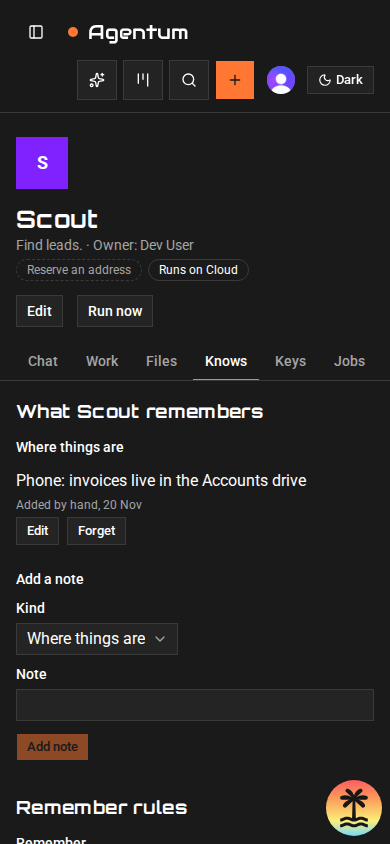 Agentum
Dark
S
Scout
Find leads. · Owner: Dev User
Reserve an address
Runs on Cloud
Edit
Run now
Chat
Work
Files
Knows
Keys
Jobs
What Scout remembers
Where things are
Phone: invoices live in the Accounts drive
Added by hand, 20 Nov
Edit
Forget
Add a note
Kind
Where things are
Note
Add note
Remember rules
Remember